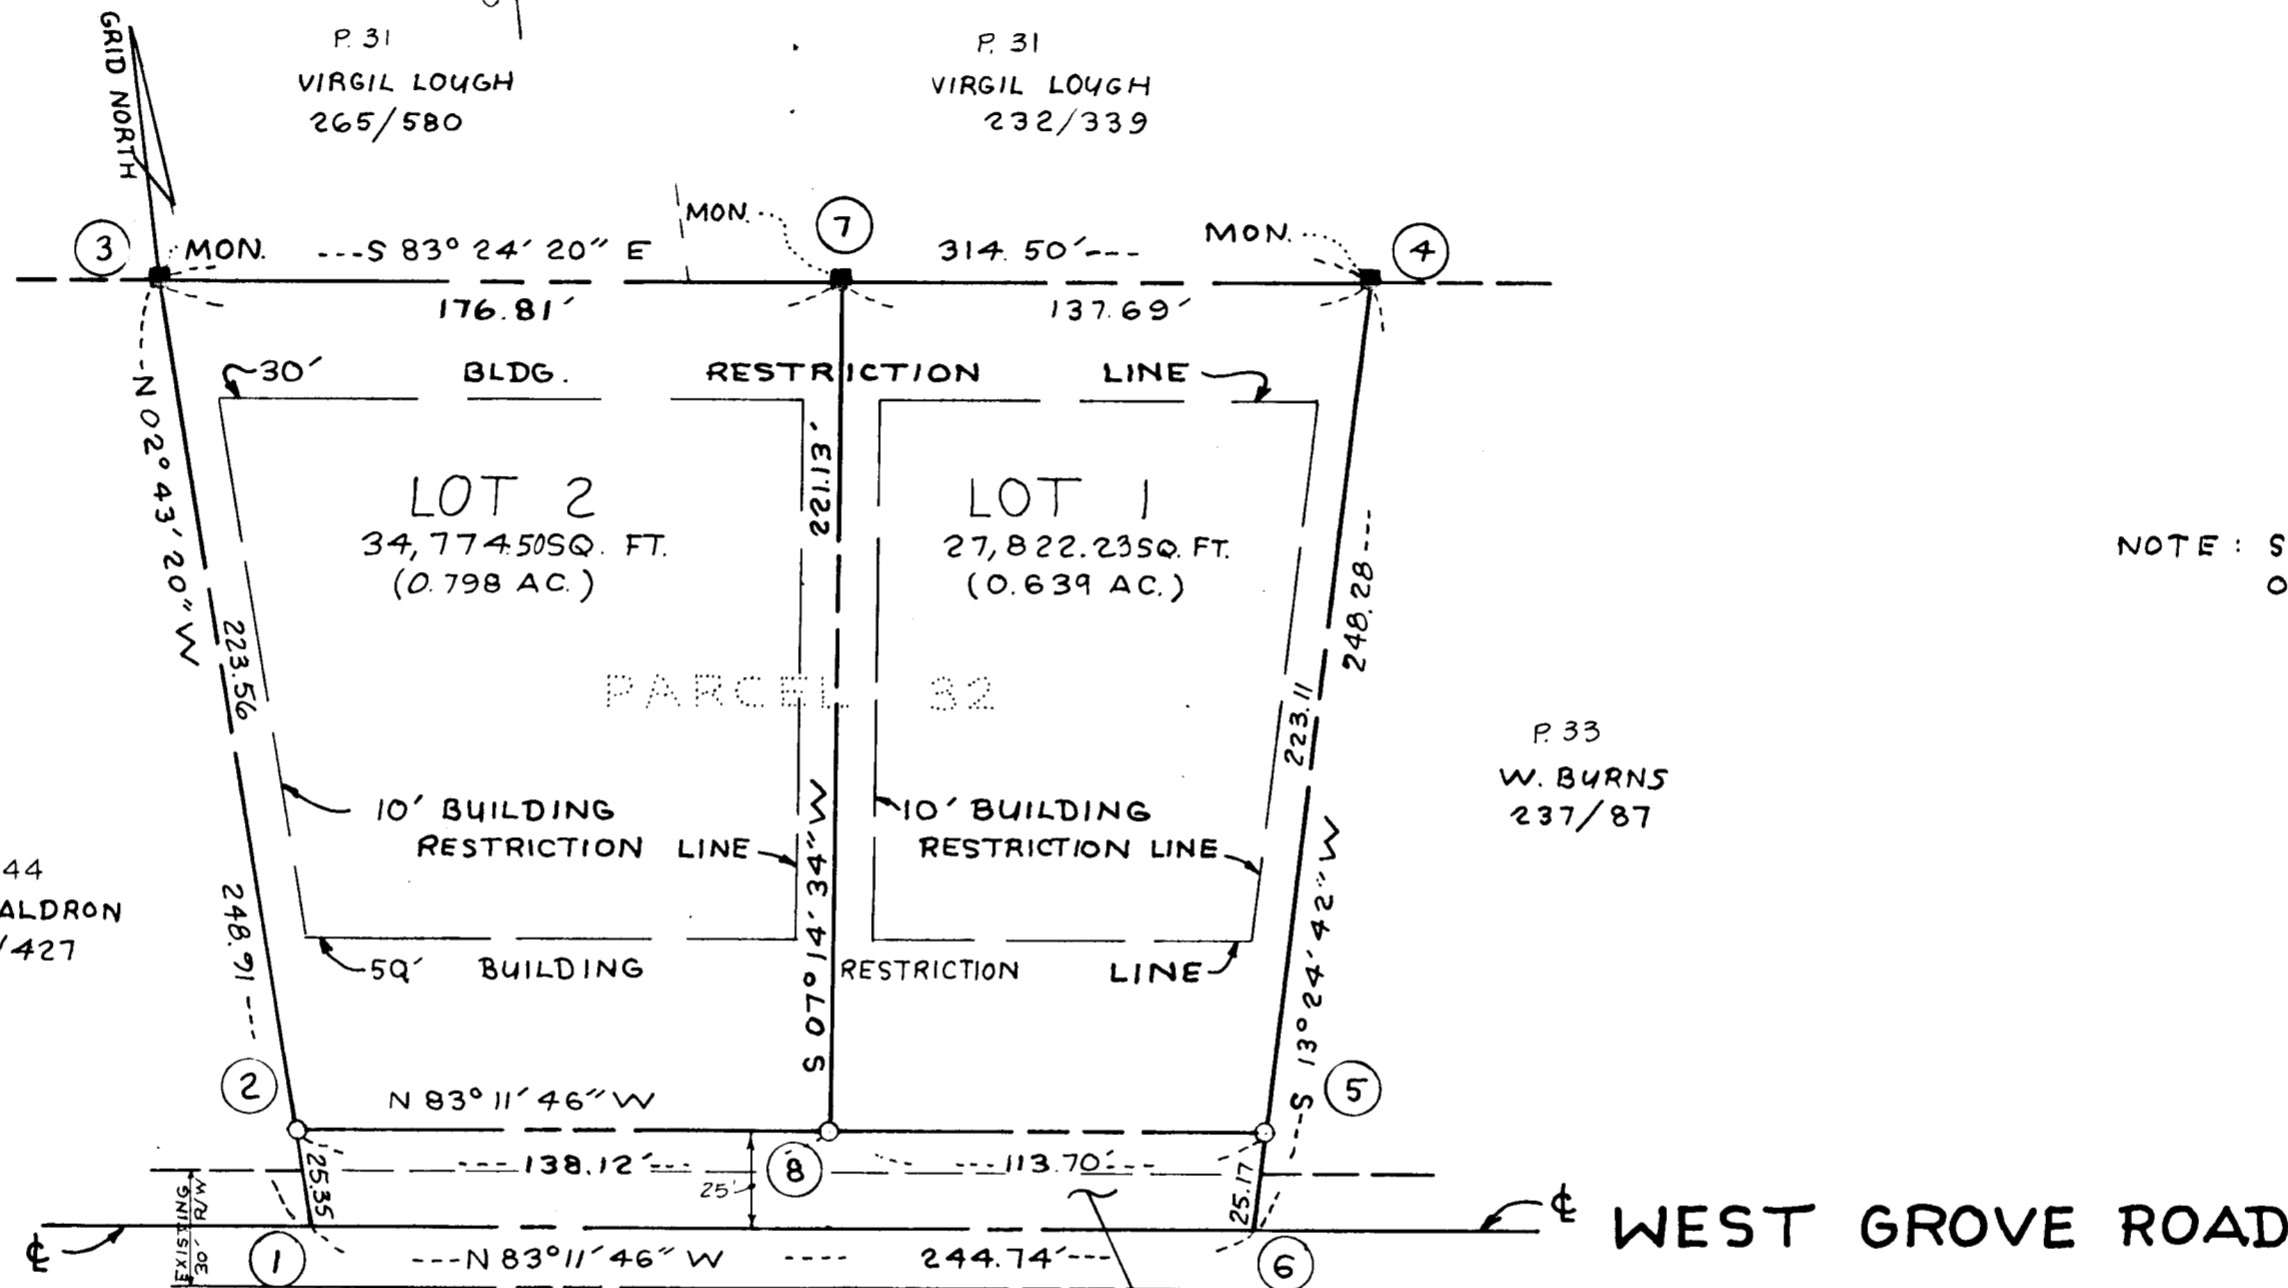 GRID NORTH
P. 31
VIRGIL LOUGH
265/580
P. 31
VIRGIL LOUGH
232/339
3
MON.
---S 83° 24' 20" E
MON.
7
314.50'---
MON.
4
176.81'
137.69'
30'
BLDG.
RESTRICTION
LINE
---N 02° 43' 20" W
223.56
248.91 ---
221.13'
S 07° 14' 34" W
LOT 2
34,774.50 SQ. FT.
(0.798 AC.)
LOT 1
27,822.23 SQ. FT.
(0.639 AC.)
248.28---
223.11
---S 13° 24' 42" W
NOTE: S
O
PARCEL 32
P. 33
W. BURNS
237/87
10' BUILDING
RESTRICTION LINE
10' BUILDING
RESTRICTION LINE
44
ALDRON
/427
50'
BUILDING
RESTRICTION
LINE
2
N 83° 11' 46" W
5
25.35
---138.12'---
8
---113.70'---
25'
25.17
EXISTING
30' R/W
℄
1
---N 83° 11' 46" W
----
244.74'---
6
℄
WEST GROVE ROAD